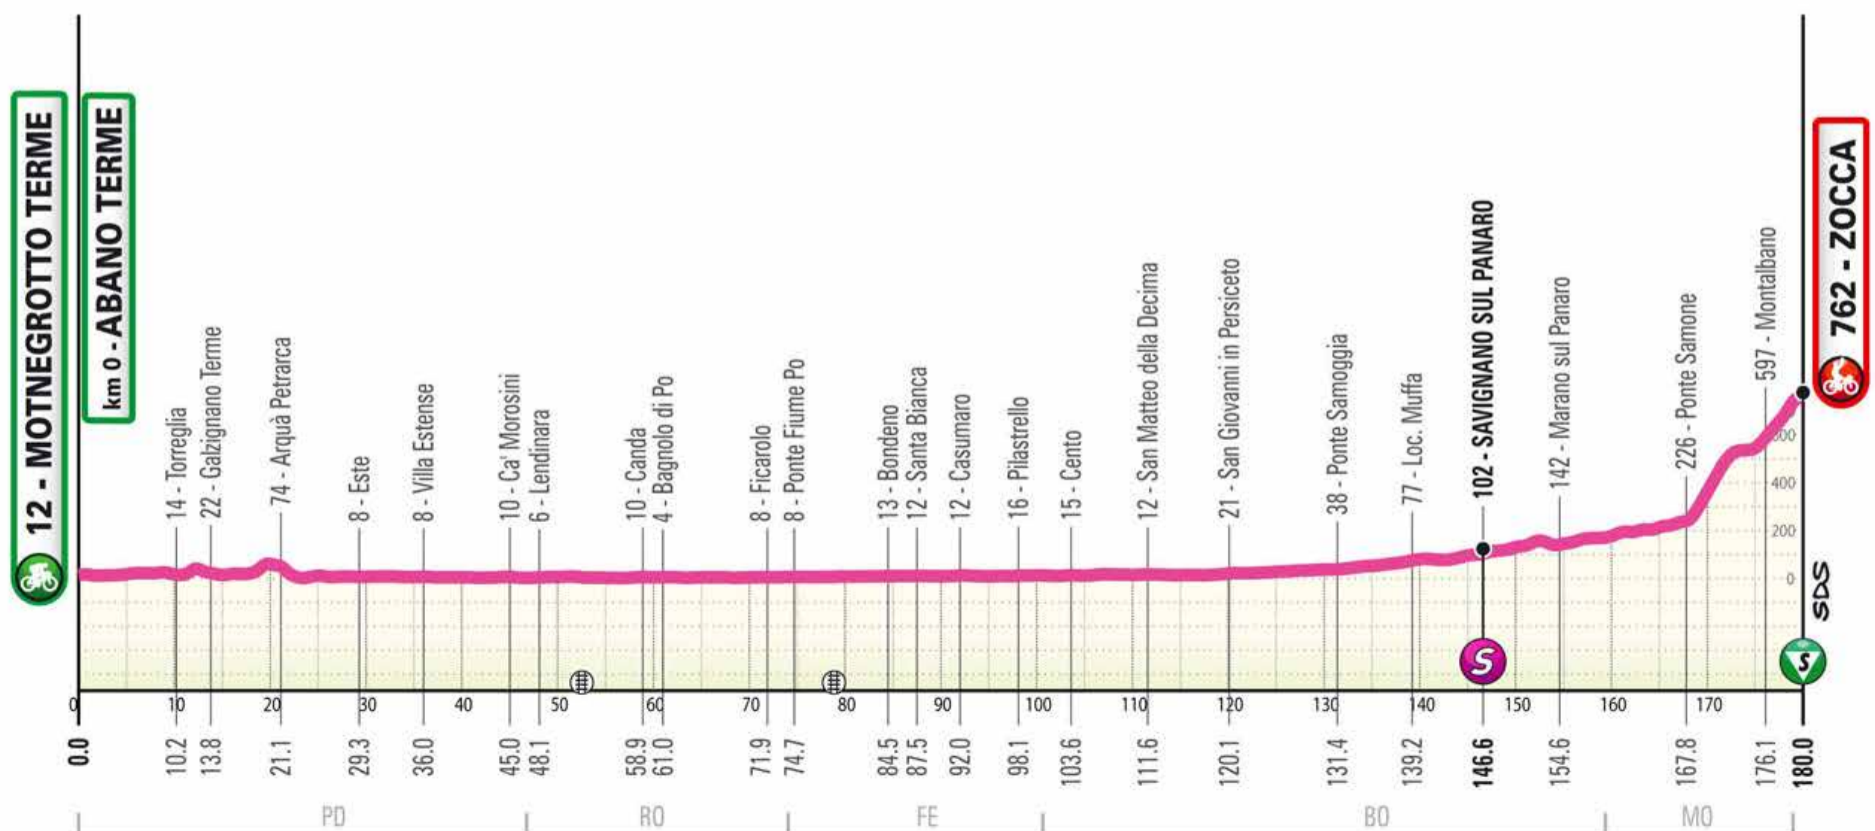 12 - MOTNEGROTTO TERME
km 0 - ABANO TERME
14 - Torreglia
22 - Galzignano Terme
74 - Arquà Petrarca
8 - Este
8 - Villa Estense
10 - Ca' Morosini
6 - Lendinara
10 - Canda
4 - Bagnolo di Po
8 - Ficarolo
8 - Ponte Fiume Po
13 - Bondeno
12 - Santa Bianca
12 - Casumaro
16 - Pilastrello
15 - Cento
12 - San Matteo della Decima
21 - San Giovanni in Persiceto
38 - Ponte Samoggia
77 - Loc. Muffa
102 - SAVIGNANO SUL PANARO
142 - Marano sul Panaro
226 - Ponte Samone
597 - Montalbano
762 - ZOCCA
600
400
200
0
SDS
S
S
0 10 20 30 40 50 60 70 80 90 100 110 120 130 140 150 160 170
0.0 10.2 13.8 21.1 29.3 36.0 45.0 48.1 58.9 61.0 71.9 74.7 84.5 87.5 92.0 98.1 103.6 111.6 120.1 131.4 139.2 146.6 154.6 167.8 176.1 180.0
PD RO FE BO MO